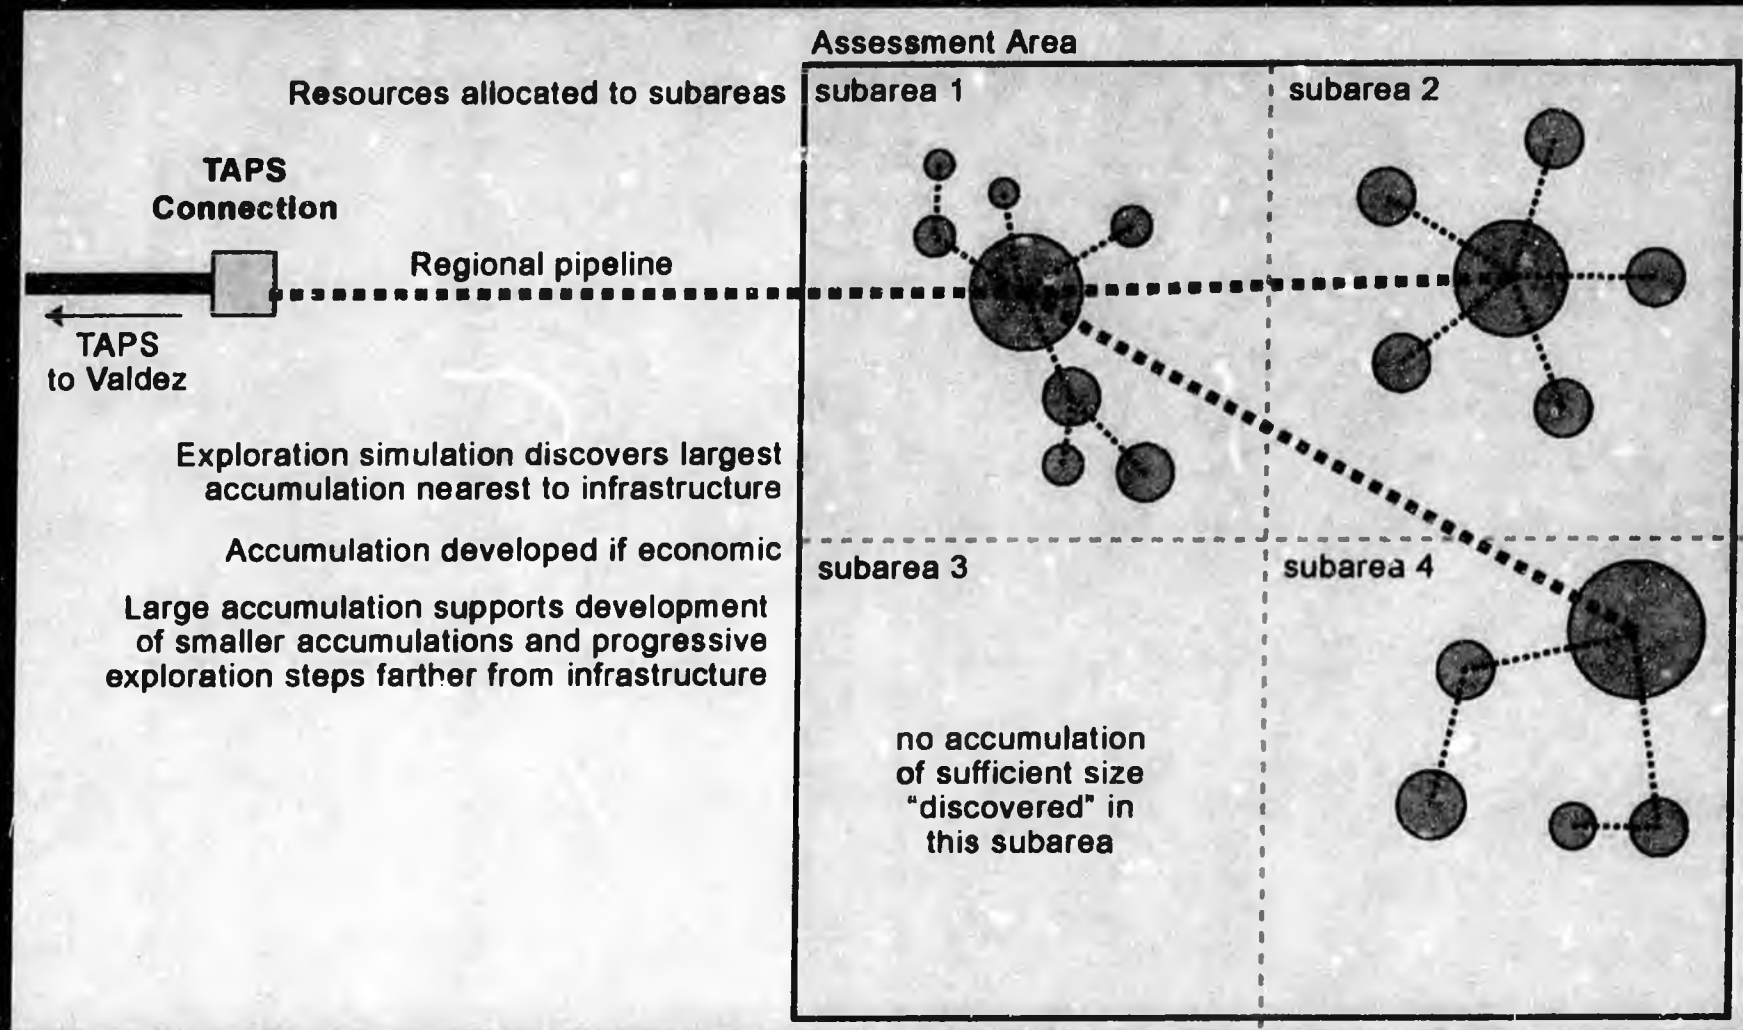 Assessment Area
Resources allocated to subareas
subarea 1
subarea 2
TAPS
Connection
Regional pipeline
TAPS
to Valdez
Exploration simulation discovers largest
accumulation nearest to infrastructure
Accumulation developed if economic
Large accumulation supports development
of smaller accumulations and progressive
exploration steps farther from infrastructure
subarea 3
subarea 4
no accumulation
of sufficient size
"discovered" in
this subarea